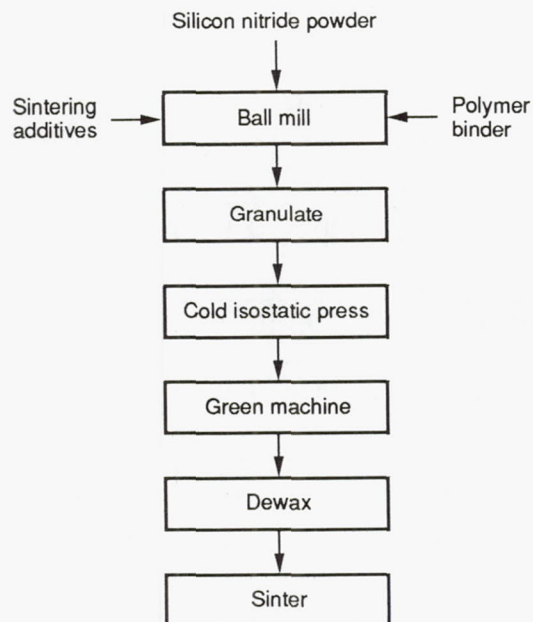 Silicon nitride powder
Sintering
additives
Ball mill
Polymer
binder
Granulate
Cold isostatic press
Green machine
Dewax
Sinter